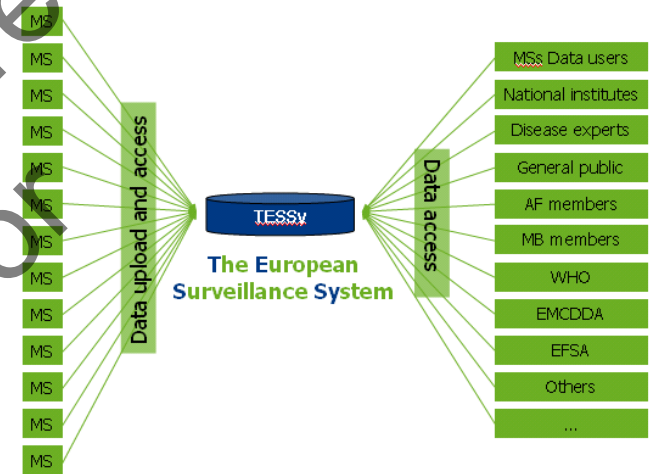 MS
MS
MS
MS
MS
MS
MS
MS
MS
MS
MS
MS
MS
Data upload and access
TESSy
The European
Surveillance System
Data access
MSs Data users
National institutes
Disease experts
General public
AF members
MB members
WHO
EMCDDA
EFSA
Others
...